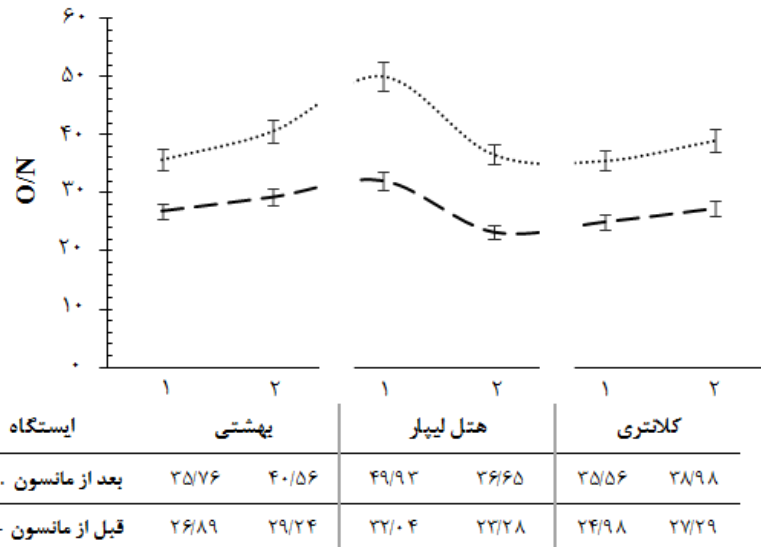 ۶۰
۵۰
۴۰
۳۰
۲۰
۱۰
۰
O/N
۱ ۲ ۱ ۲ ۱ ۲
ایستگاه بهشتی هتل لیپار کلانتری
بعد از مانسون ۳۵/۷۶ ۴۰/۵۶ ۴۹/۹۳ ۳۶/۶۵ ۳۵/۵۶ ۳۸/۹۸
قبل از مانسون ۲۶/۸۹ ۲۹/۲۴ ۳۲/۰۴ ۲۳/۲۸ ۲۴/۹۸ ۲۷/۲۹